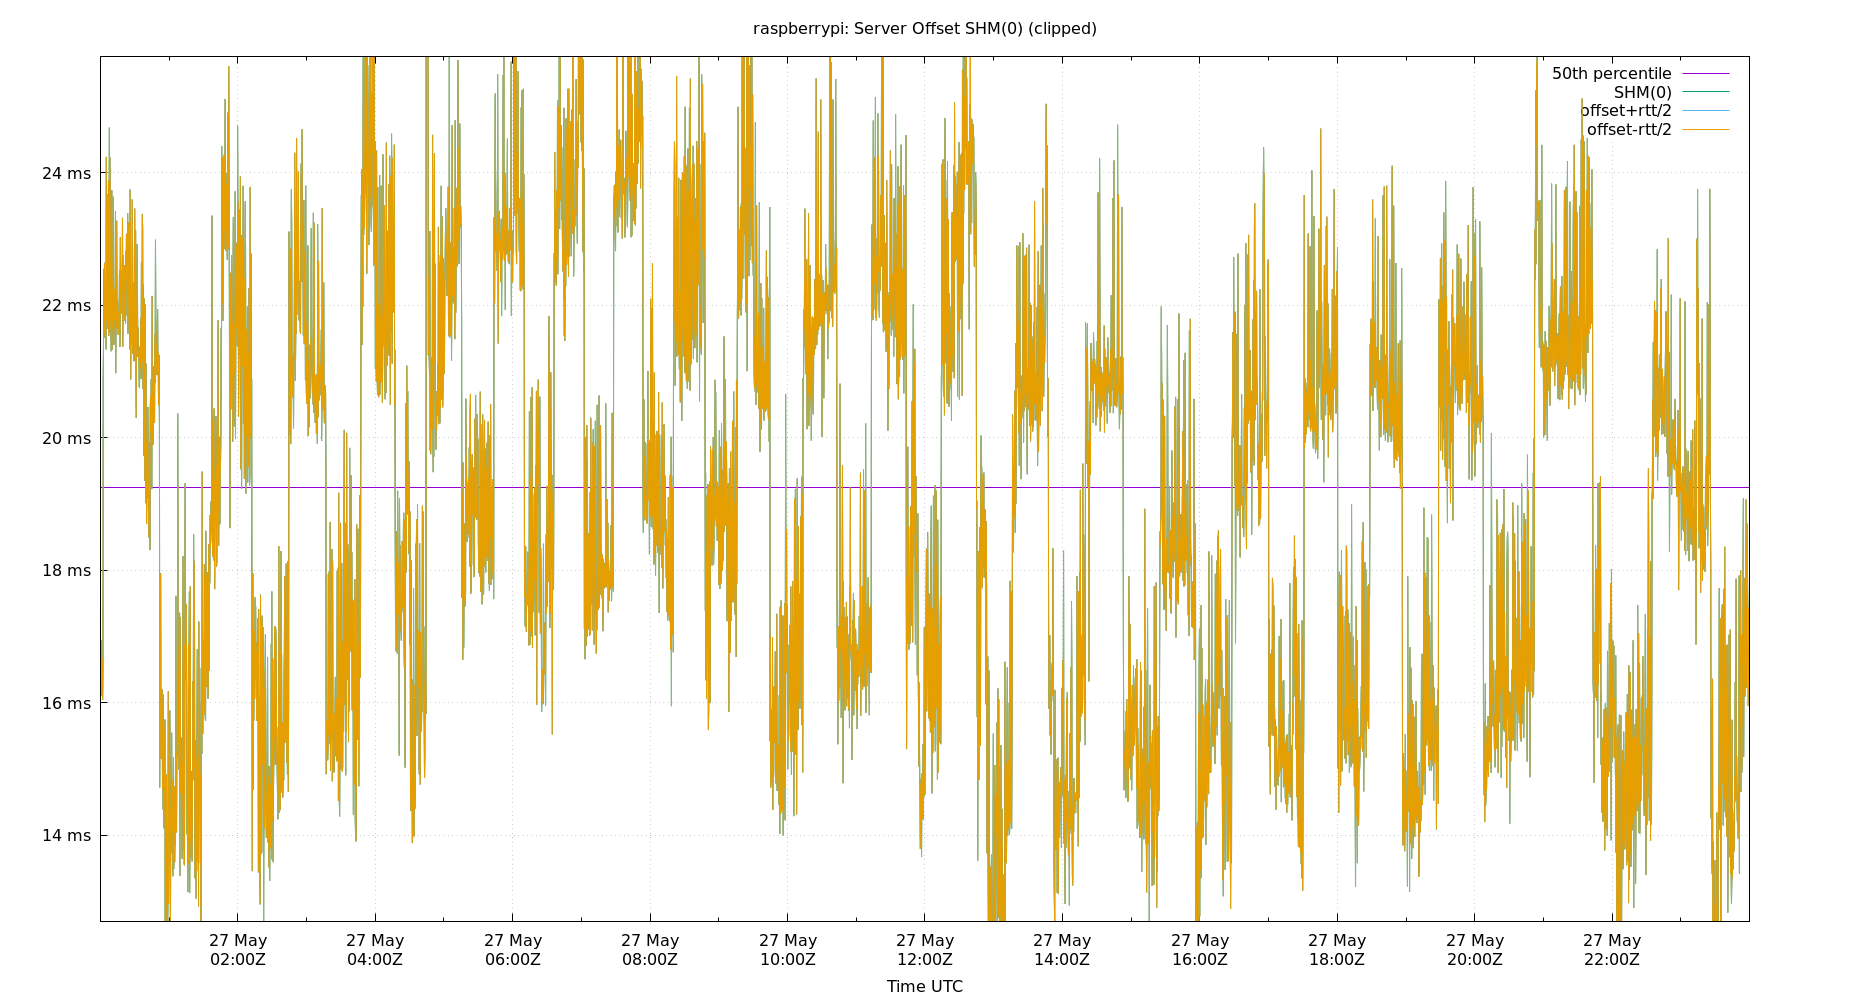 raspberrypi: Server Offset SHM(0) (clipped)
50th percentile
SHM(0)
offset+rtt/2
offset-rtt/2
24 ms
22 ms
20 ms
18 ms
16 ms
14 ms
27 May 27 May 27 May 27 May 27 May 27 May 27 May 27 May 27 May 27 May 27 May
02:00Z 04:00Z 06:00Z 08:00Z 10:00Z 12:00Z 14:00Z 16:00Z 18:00Z 20:00Z 22:00Z
Time UTC